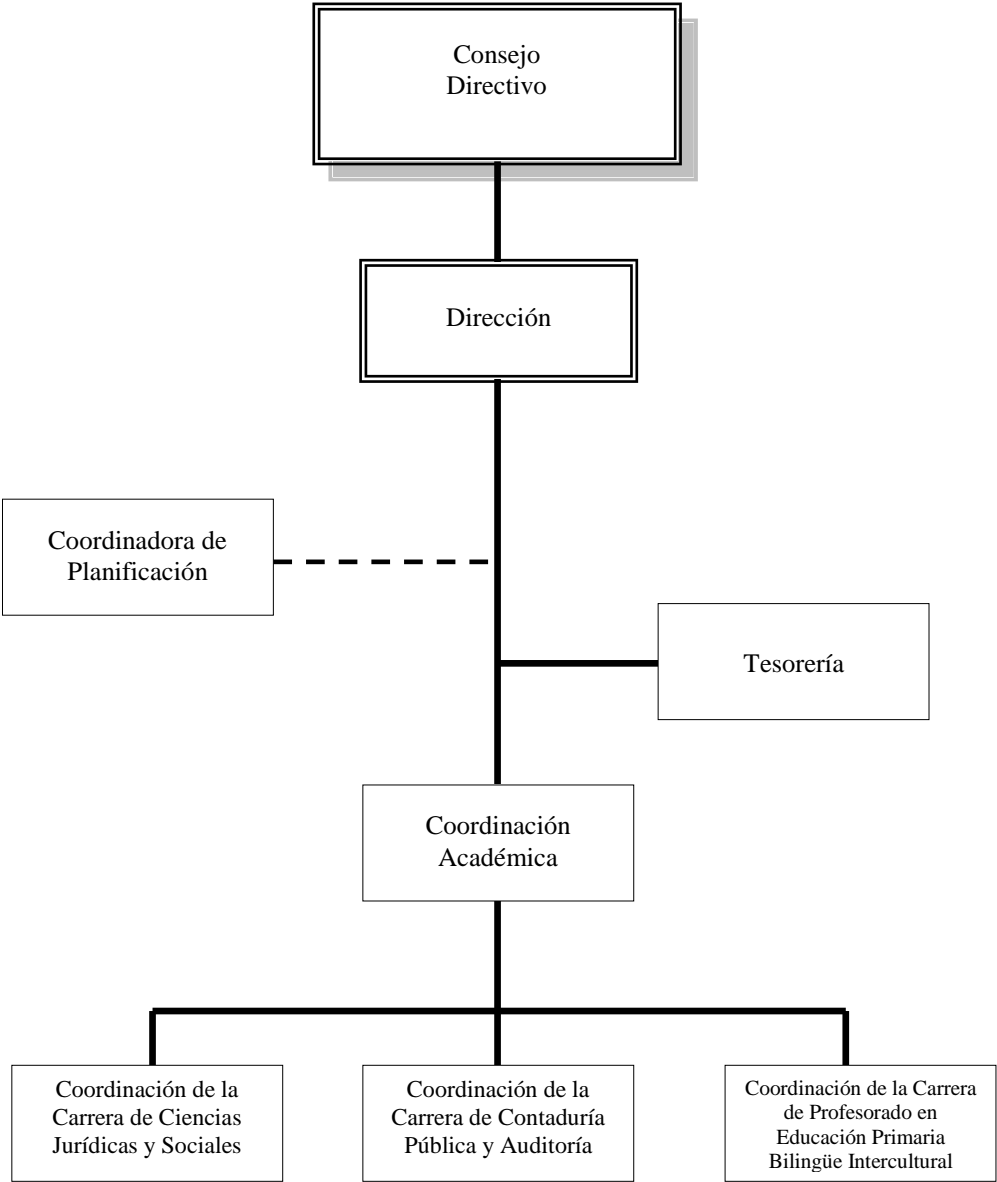 Consejo
Directivo
Dirección
Coordinadora de
Planificación
Tesorería
Coordinación
Académica
Coordinación de la
Carrera de Ciencias
Jurídicas y Sociales
Coordinación de la
Carrera de Contaduría
Pública y Auditoría
Coordinación de la Carrera
de Profesorado en
Educación Primaria
Bilingüe Intercultural